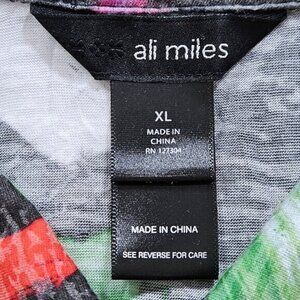 ali miles
XL
MADE IN
CHINA
RN 127304
MADE IN CHINA
SEE REVERSE FOR CARE